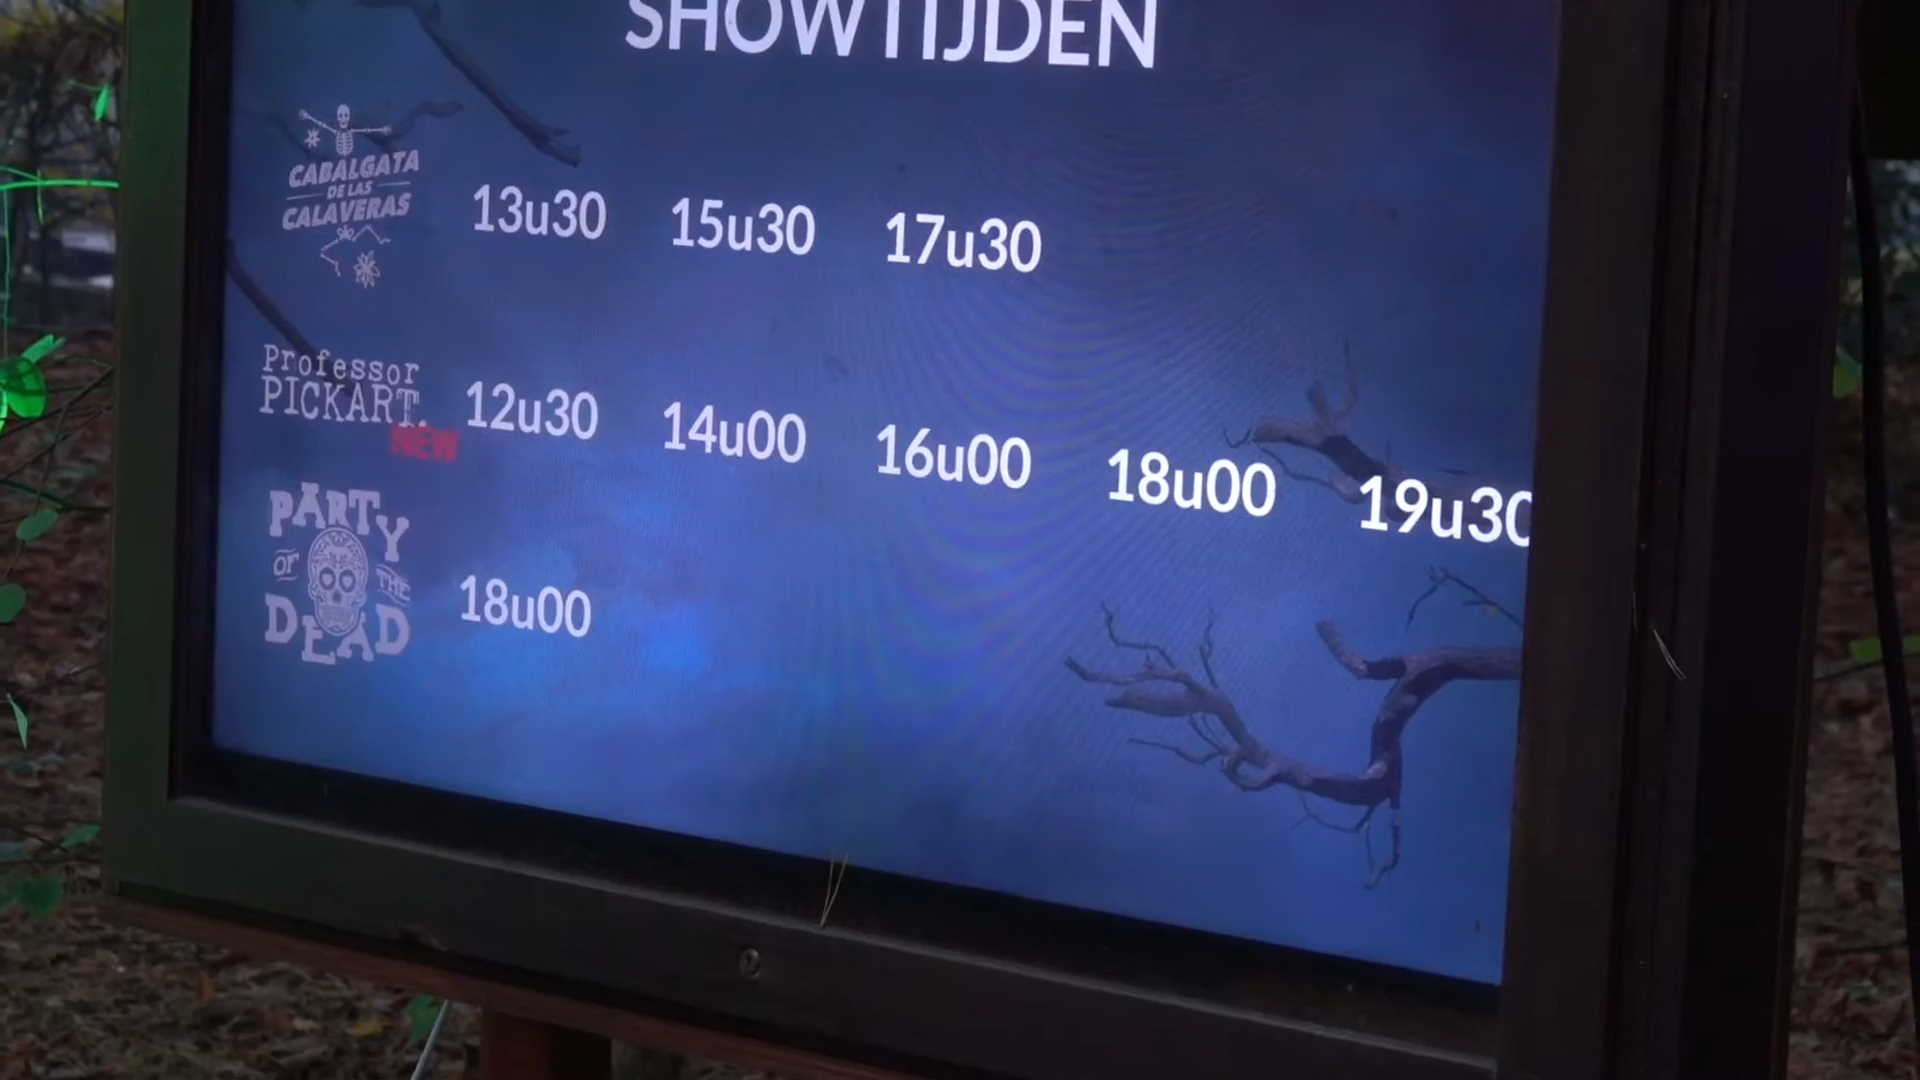 SHOWTIJDEN
CABALGATA
DE LAS
CALAVERAS
13u30 15u30 17u30
Professor
PICKART.
NEW
12u30 14u00 16u00 18u00 19u30
PARTY
OF THE
DEAD
18u00